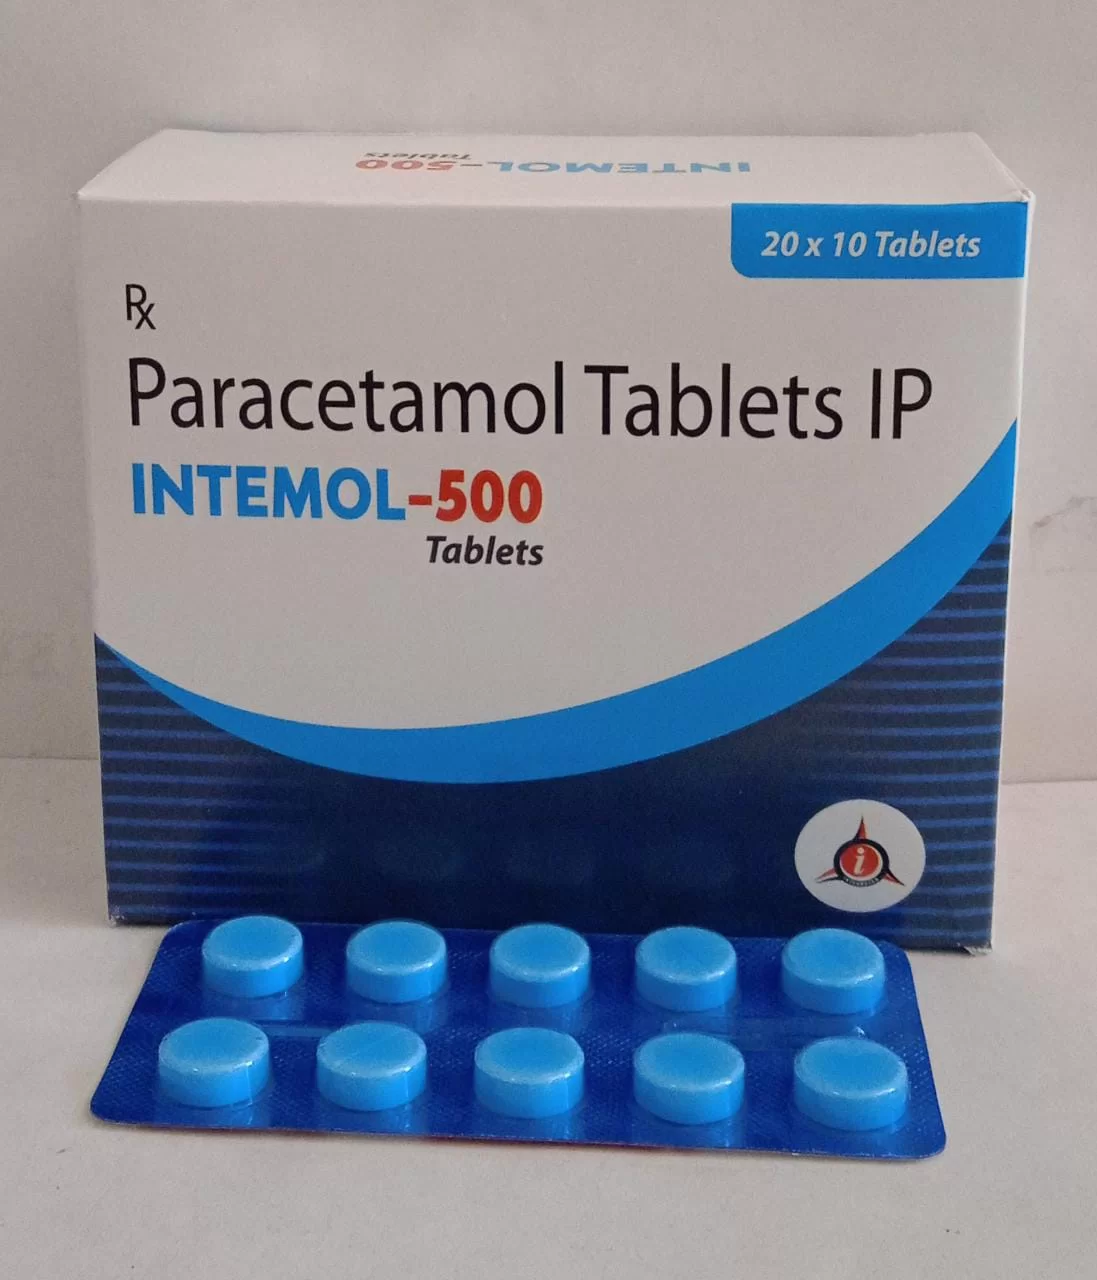 INTEMOL-500
Tablets
20 x 10 Tablets
Rx
Paracetamol Tablets IP
INTEMOL-500
Tablets
i